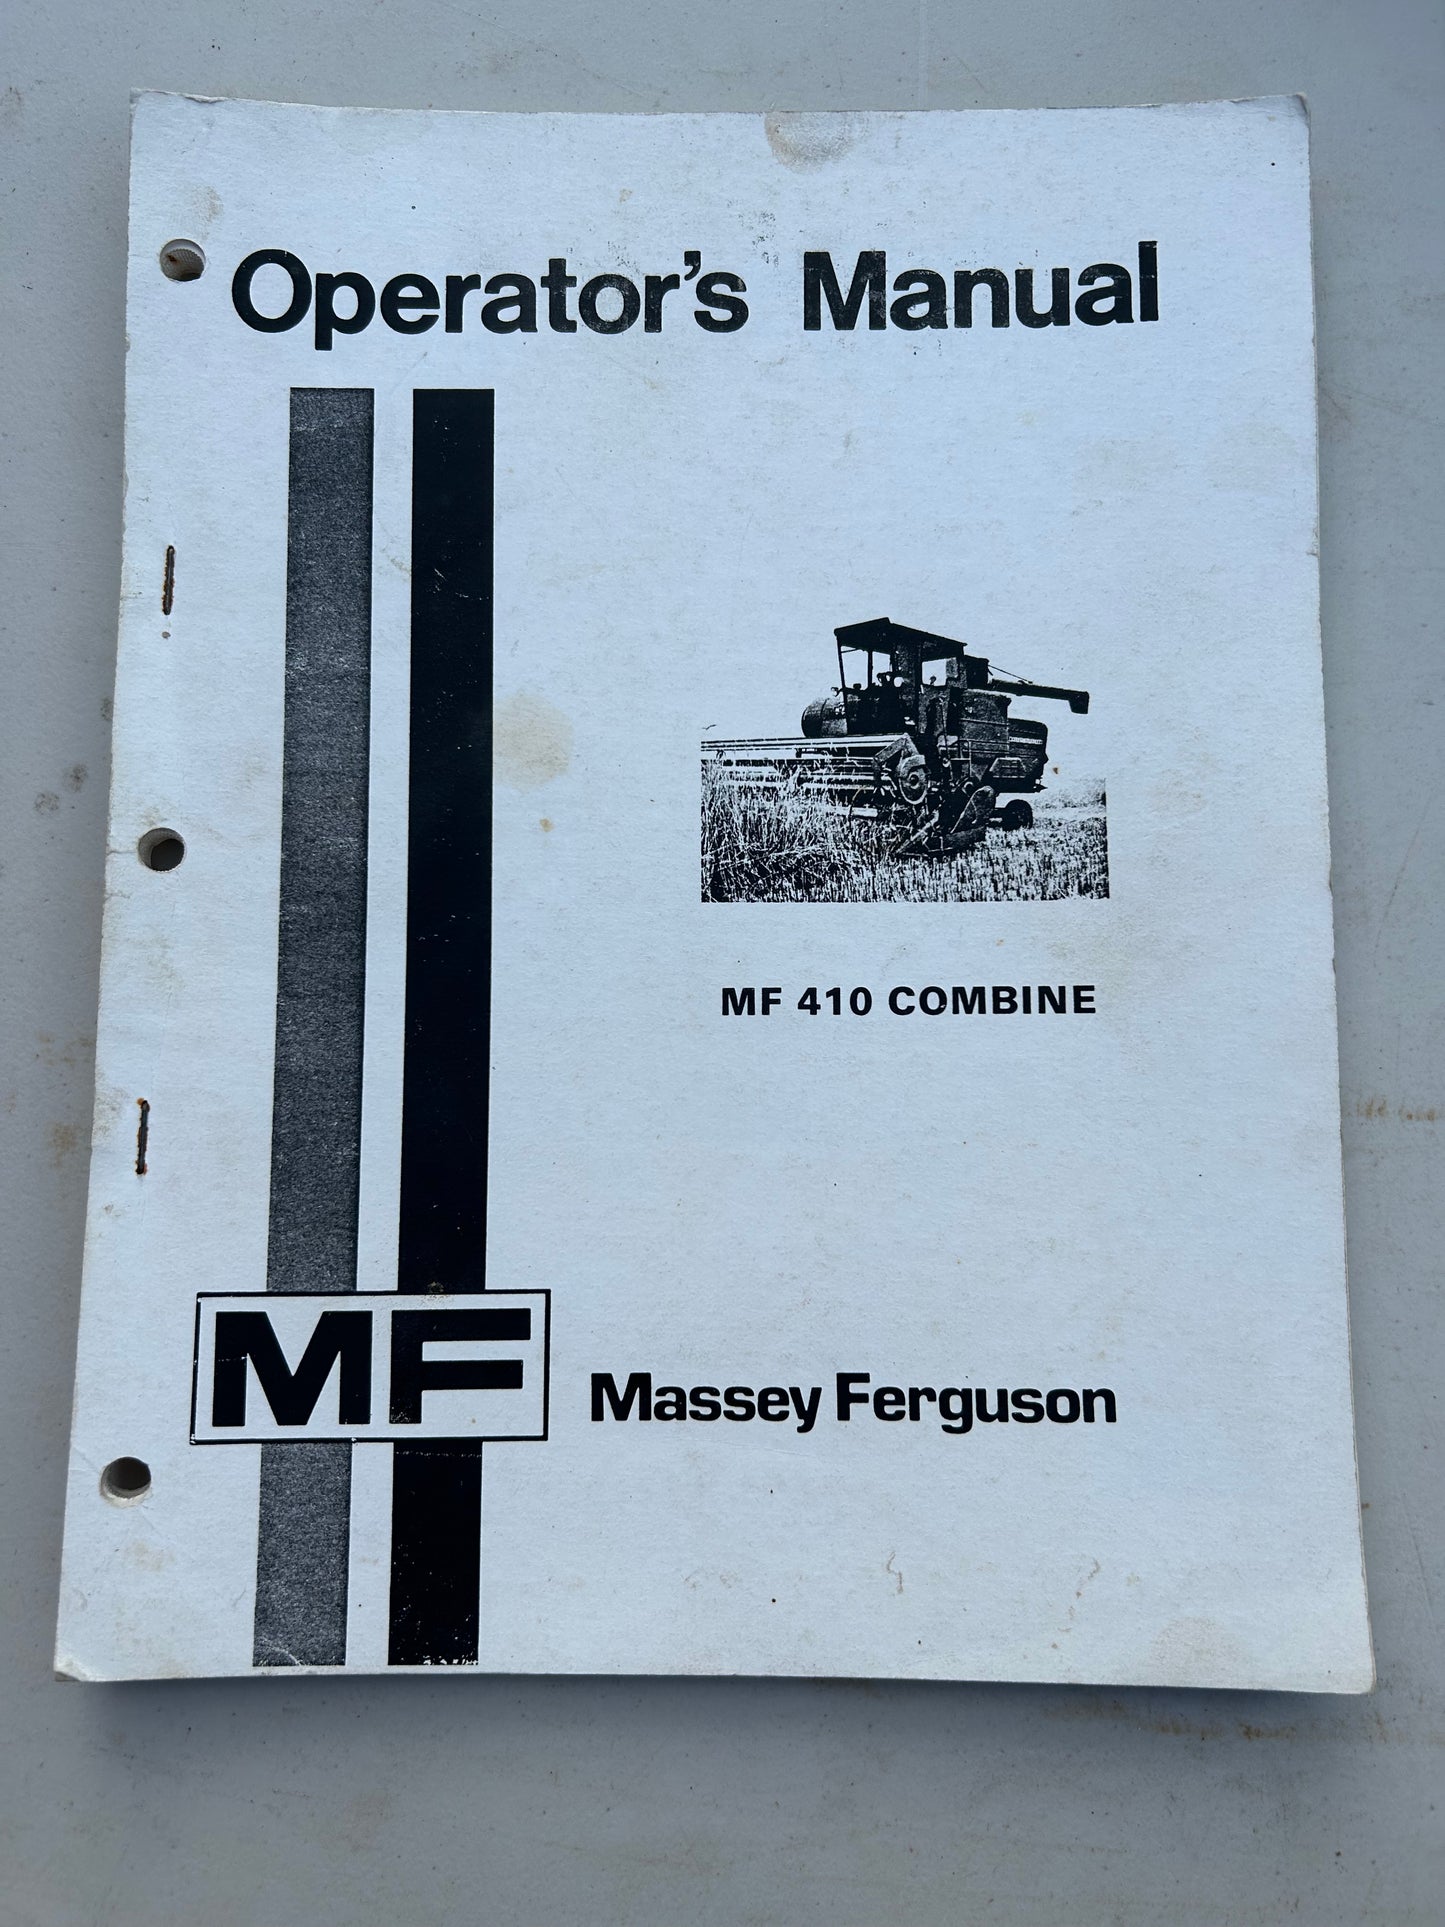 Operator's Manual
MF 410 COMBINE
MF
Massey Ferguson